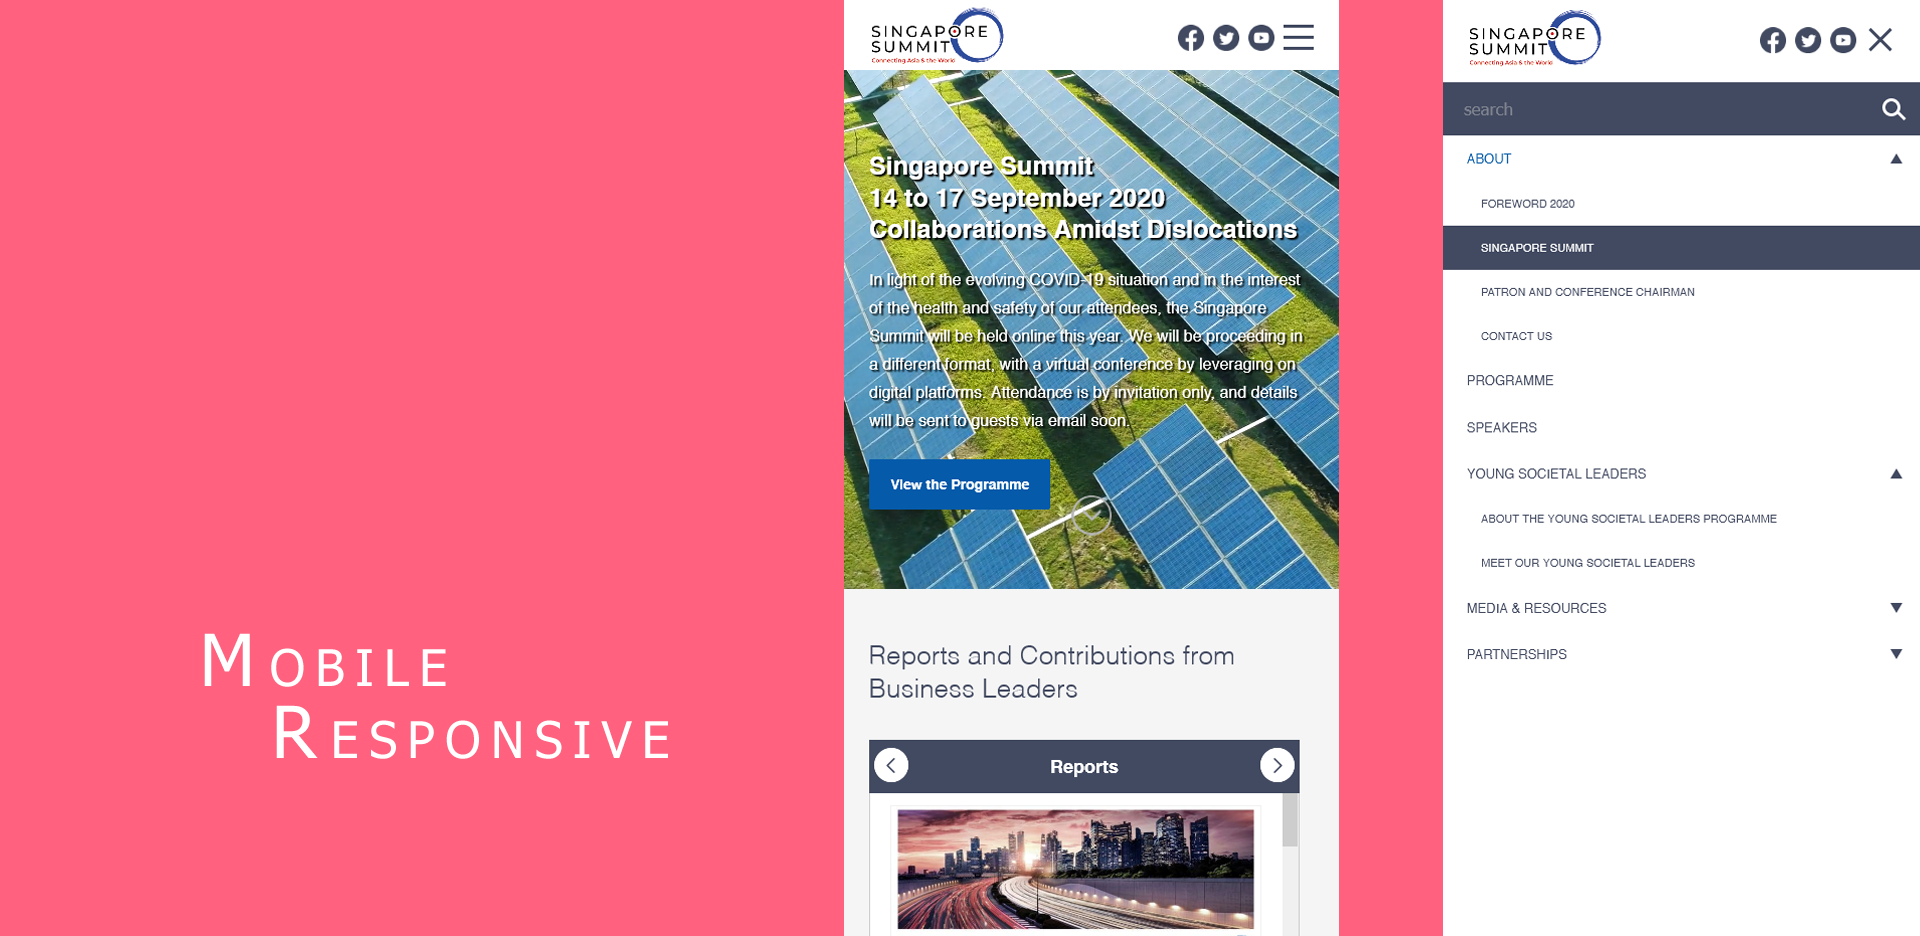 MOBILE
RESPONSIVE
SINGAPORE
SUMMIT
Connecting Asia & the World
Singapore Summit
14 to 17 September 2020
Collaborations Amidst Dislocations
In light of the evolving COVID-19 situation and in the interest
of the health and safety of our attendees, the Singapore
Summit will be held online this year. We will be proceeding in
a different format, with a virtual conference by leveraging on
digital platforms. Attendance is by invitation only, and details
will be sent to guests via email soon.
View the Programme
Reports and Contributions from
Business Leaders
Reports
SINGAPORE
SUMMIT
Connecting Asia & the World
search
ABOUT
FOREWORD 2020
SINGAPORE SUMMIT
PATRON AND CONFERENCE CHAIRMAN
CONTACT US
PROGRAMME
SPEAKERS
YOUNG SOCIETAL LEADERS
ABOUT THE YOUNG SOCIETAL LEADERS PROGRAMME
MEET OUR YOUNG SOCIETAL LEADERS
MEDIA & RESOURCES
PARTNERSHIPS